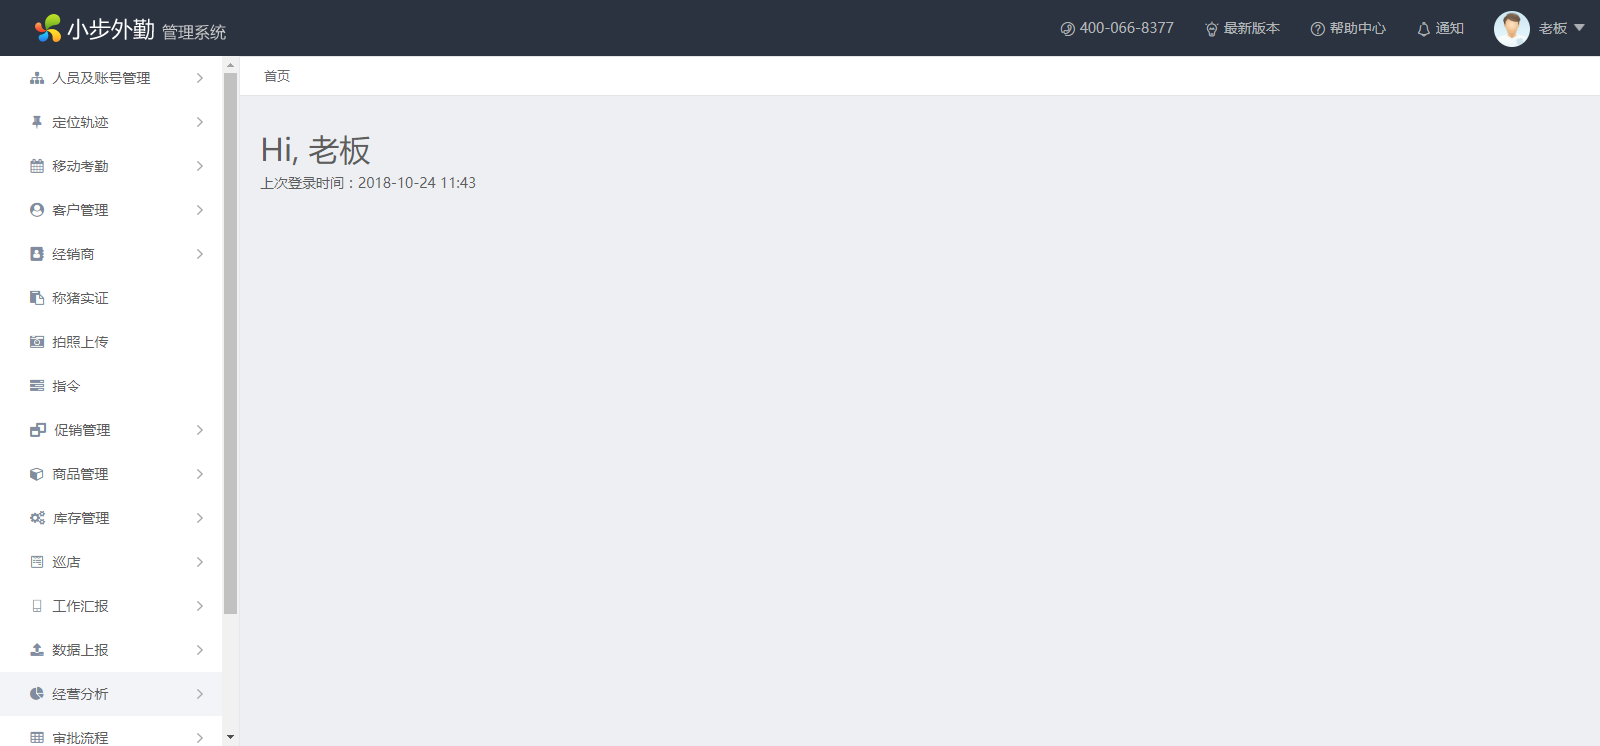 小步外勤 管理系统
400-066-8377
最新版本
帮助中心
通知
老板
人员及账号管理
定位轨迹
移动考勤
客户管理
经销商
称猪实证
拍照上传
指令
促销管理
商品管理
库存管理
巡店
工作汇报
数据上报
经营分析
审批流程
首页
Hi, 老板
上次登录时间：2018-10-24 11:43